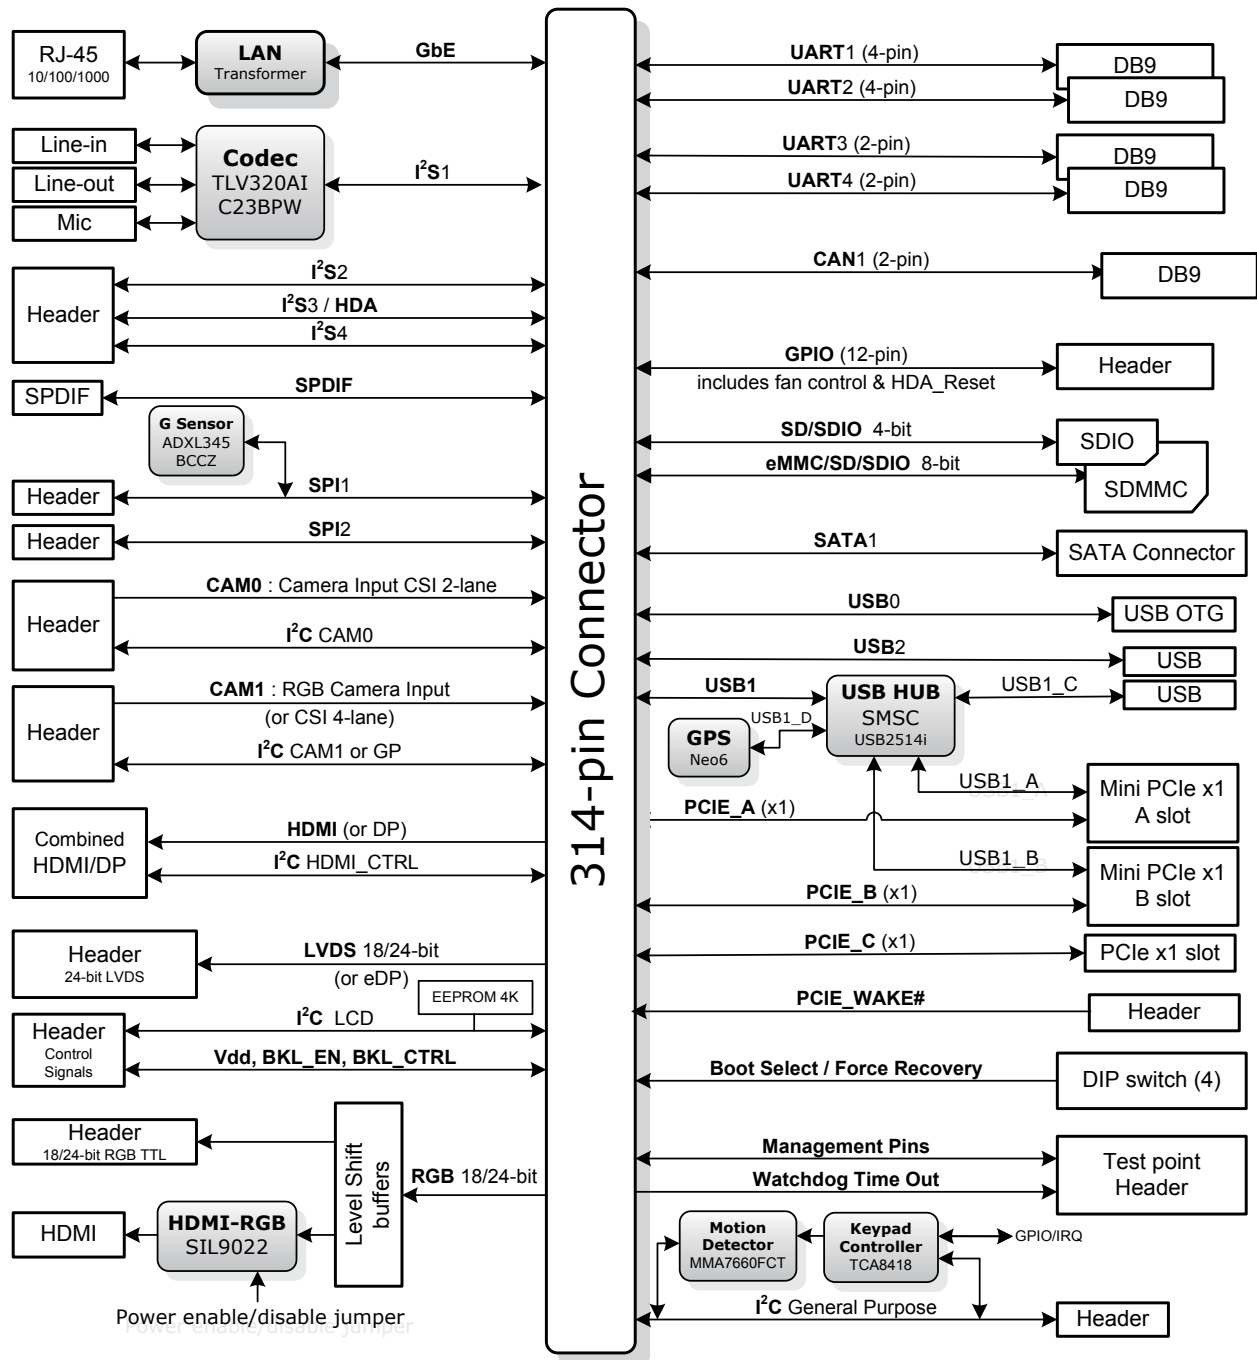 RJ-45
10/100/1000
LAN
Transformer
GbE
Line-in
Line-out
Mic
Codec
TLV320AI
C23BPW
I²S1
Header
I²S2
I²S3 / HDA
I²S4
SPDIF
SPDIF
G Sensor
ADXL345
BCCZ
Header
SPI1
Header
SPI2
Header
CAM0 : Camera Input CSI 2-lane
I²C CAM0
Header
CAM1 : RGB Camera Input
(or CSI 4-lane)
I²C CAM1 or GP
Combined
HDMI/DP
HDMI (or DP)
I²C HDMI_CTRL
Header
24-bit LVDS
LVDS 18/24-bit
(or eDP)
EEPROM 4K
Header
Control
Signals
I²C LCD
Vdd, BKL_EN, BKL_CTRL
Header
18/24-bit RGB TTL
Level Shift
buffers
RGB 18/24-bit
HDMI
HDMI-RGB
SIL9022
Power enable/disable jumper
314-pin Connector
UART1 (4-pin)
DB9
UART2 (4-pin)
DB9
UART3 (2-pin)
DB9
UART4 (2-pin)
DB9
CAN1 (2-pin)
DB9
GPIO (12-pin)
includes fan control & HDA_Reset
Header
SD/SDIO 4-bit
SDIO
eMMC/SD/SDIO 8-bit
SDMMC
SATA1
SATA Connector
USB0
USB OTG
USB2
USB
USB1
USB HUB
SMSC
USB2514i
USB1_C
USB
GPS
Neo6
USB1_D
USB1_A
Mini PCIe x1
A slot
PCIE_A (x1)
USB1_B
Mini PCIe x1
B slot
PCIE_B (x1)
PCIE_C (x1)
PCIe x1 slot
PCIE_WAKE#
Header
Boot Select / Force Recovery
DIP switch (4)
Management Pins
Watchdog Time Out
Test point
Header
Motion
Detector
MMA7660FCT
Keypad
Controller
TCA8418
GPIO/IRQ
I²C General Purpose
Header